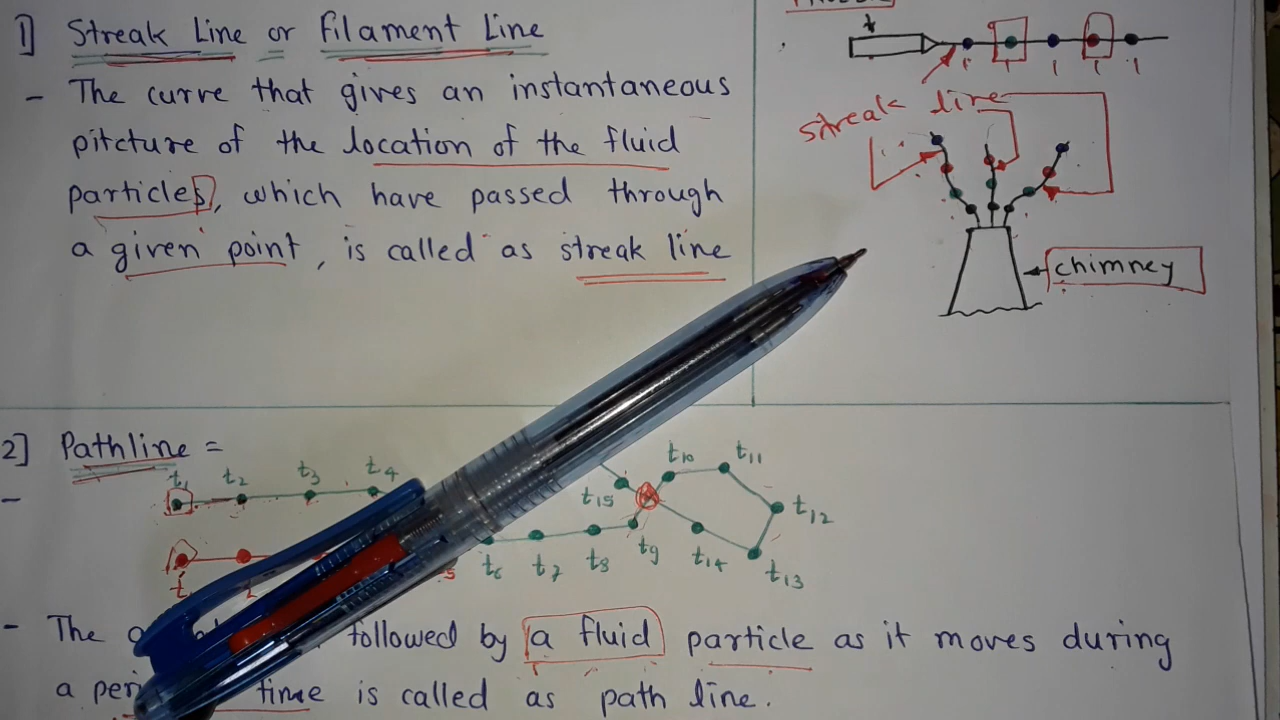 1] Streak Line or Filament Line
- The curve that gives an instantaneous
pitcture of the location of the fluid
particles, which have passed through
a given point, is called as streak line
streak line
chimney
2] Pathline =
t1 t2 t3 t4
t10 t11
t15 t12
t6 t7 t8 t9 t14 t13
- The followed by a fluid particle as it moves during
a time is called as path line.